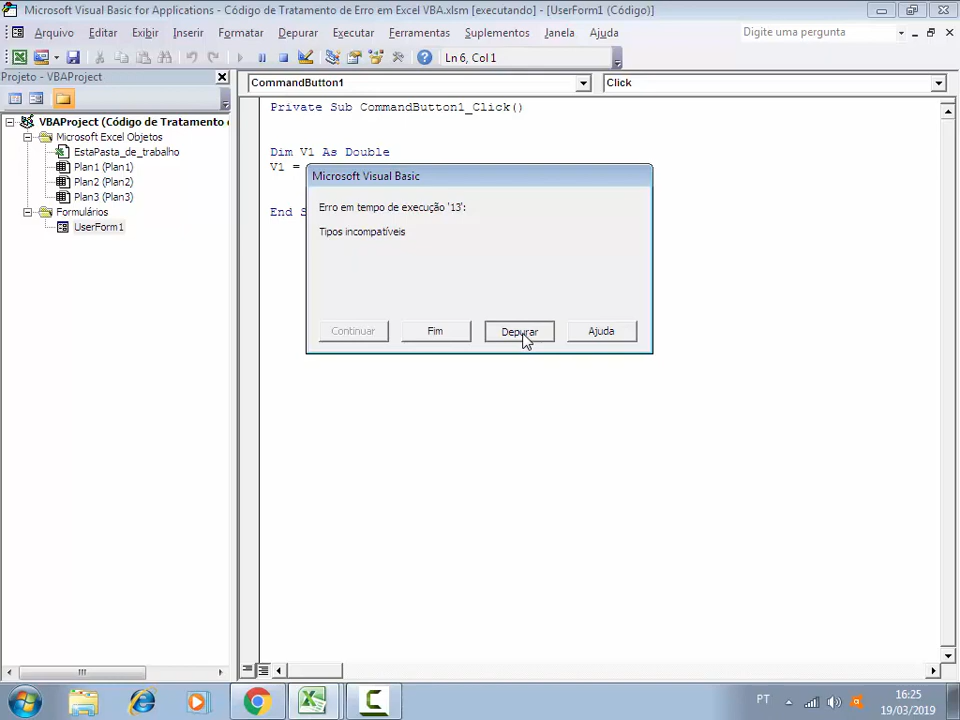 Microsoft Visual Basic for Applications - Código de Tratamento de Erro em Excel VBA.xlsm [executando] - [UserForm1 (Código)]
Arquivo Editar Exibir Inserir Formatar Depurar Executar Ferramentas Suplementos Janela Ajuda Digite uma pergunta
Ln 6, Col 1
Projeto - VBAProject
CommandButton1 Click
VBAProject (Código de Tratamento
Microsoft Excel Objetos
EstaPasta_de_trabalho
Plan1 (Plan1)
Plan2 (Plan2)
Plan3 (Plan3)
Formulários
UserForm1
Private Sub CommandButton1_Click()
Dim V1 As Double
V1 =
End S
Microsoft Visual Basic
Erro em tempo de execução '13':
Tipos incompatíveis
Continuar Fim Depurar Ajuda
PT
16:25
19/03/2019